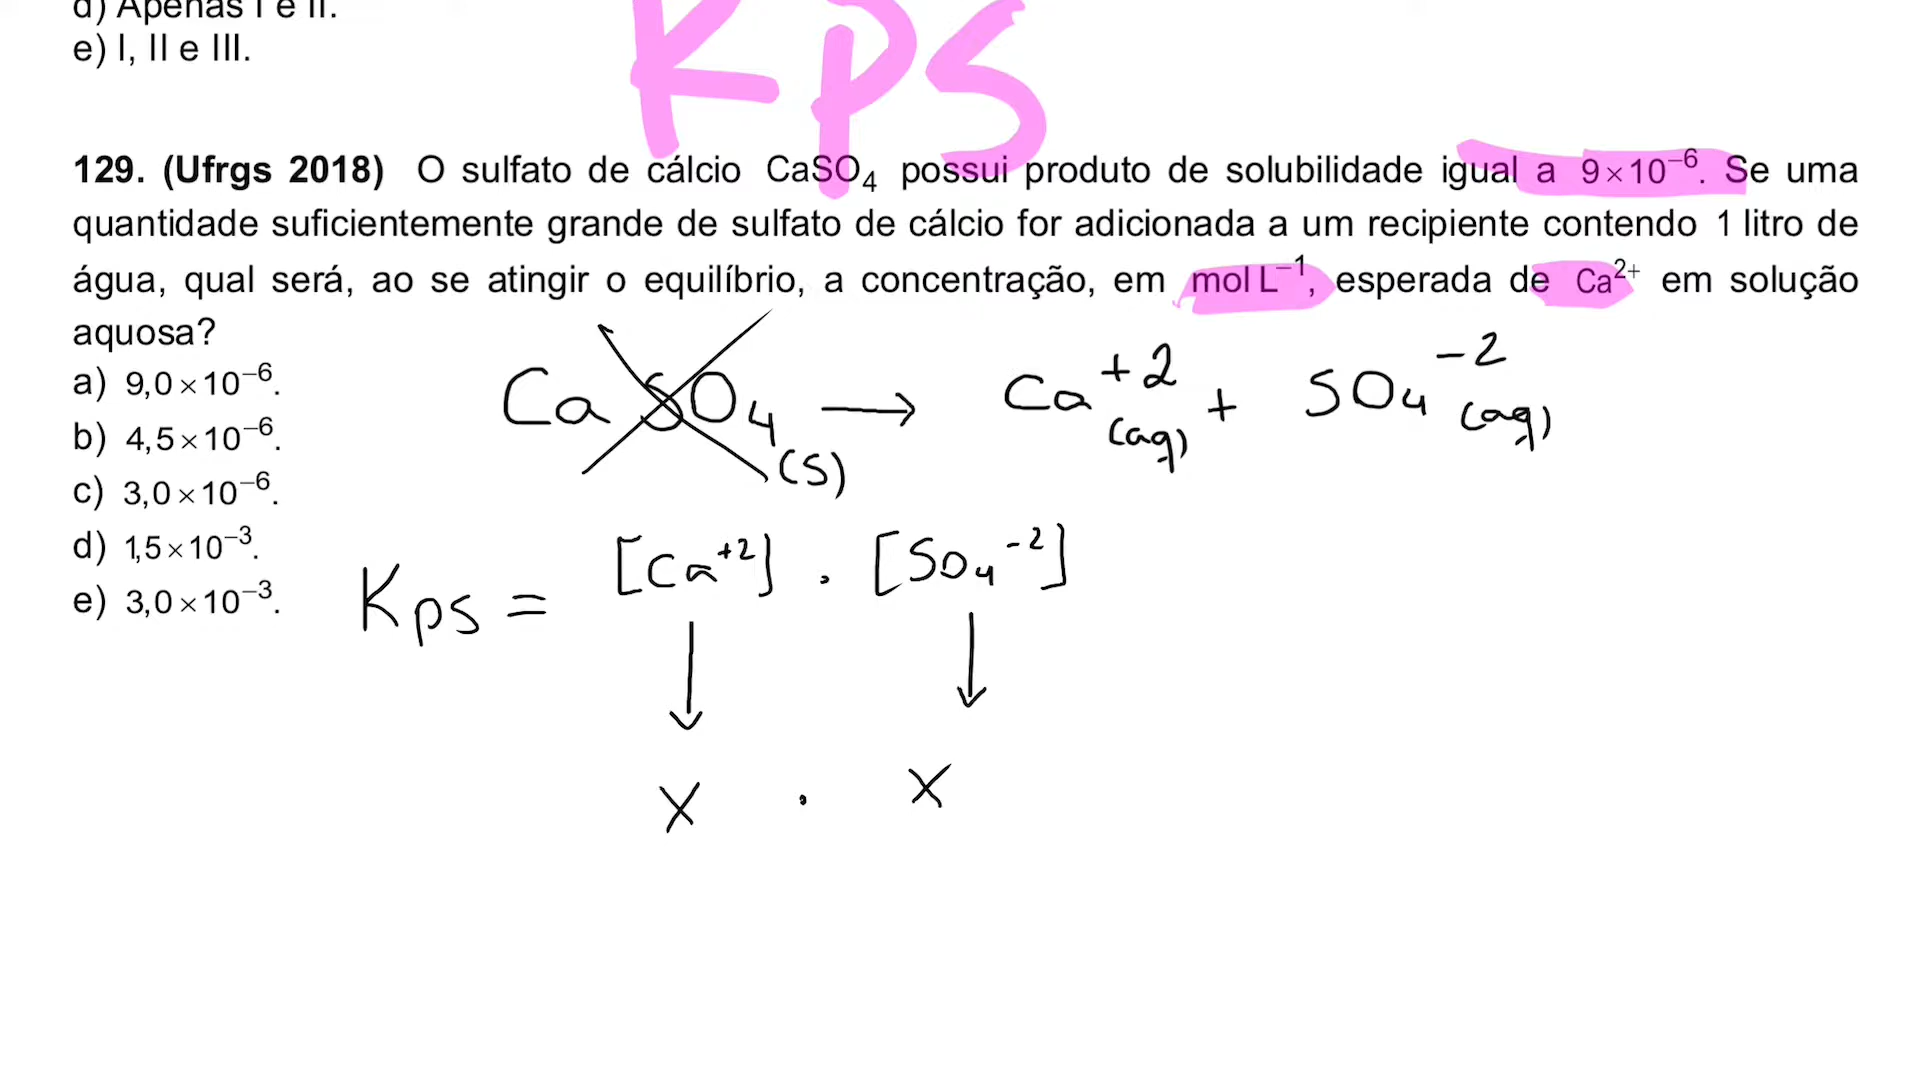 d) Apenas I e II.
e) I, II e III.
Kps
129. (Ufrgs 2018) O sulfato de cálcio CaSO₄ possui produto de solubilidade igual a 9×10⁻⁶. Se uma
quantidade suficientemente grande de sulfato de cálcio for adicionada a um recipiente contendo 1 litro de
água, qual será, ao se atingir o equilíbrio, a concentração, em mol L⁻¹, esperada de Ca²⁺ em solução
aquosa?
a) 9,0×10⁻⁶.
b) 4,5×10⁻⁶.
c) 3,0×10⁻⁶.
d) 1,5×10⁻³.
e) 3,0×10⁻³.
CaSO₄(s) → Ca⁺²(aq) + SO₄⁻²(aq)
Kps = [Ca⁺²] . [SO₄⁻²]
x . x